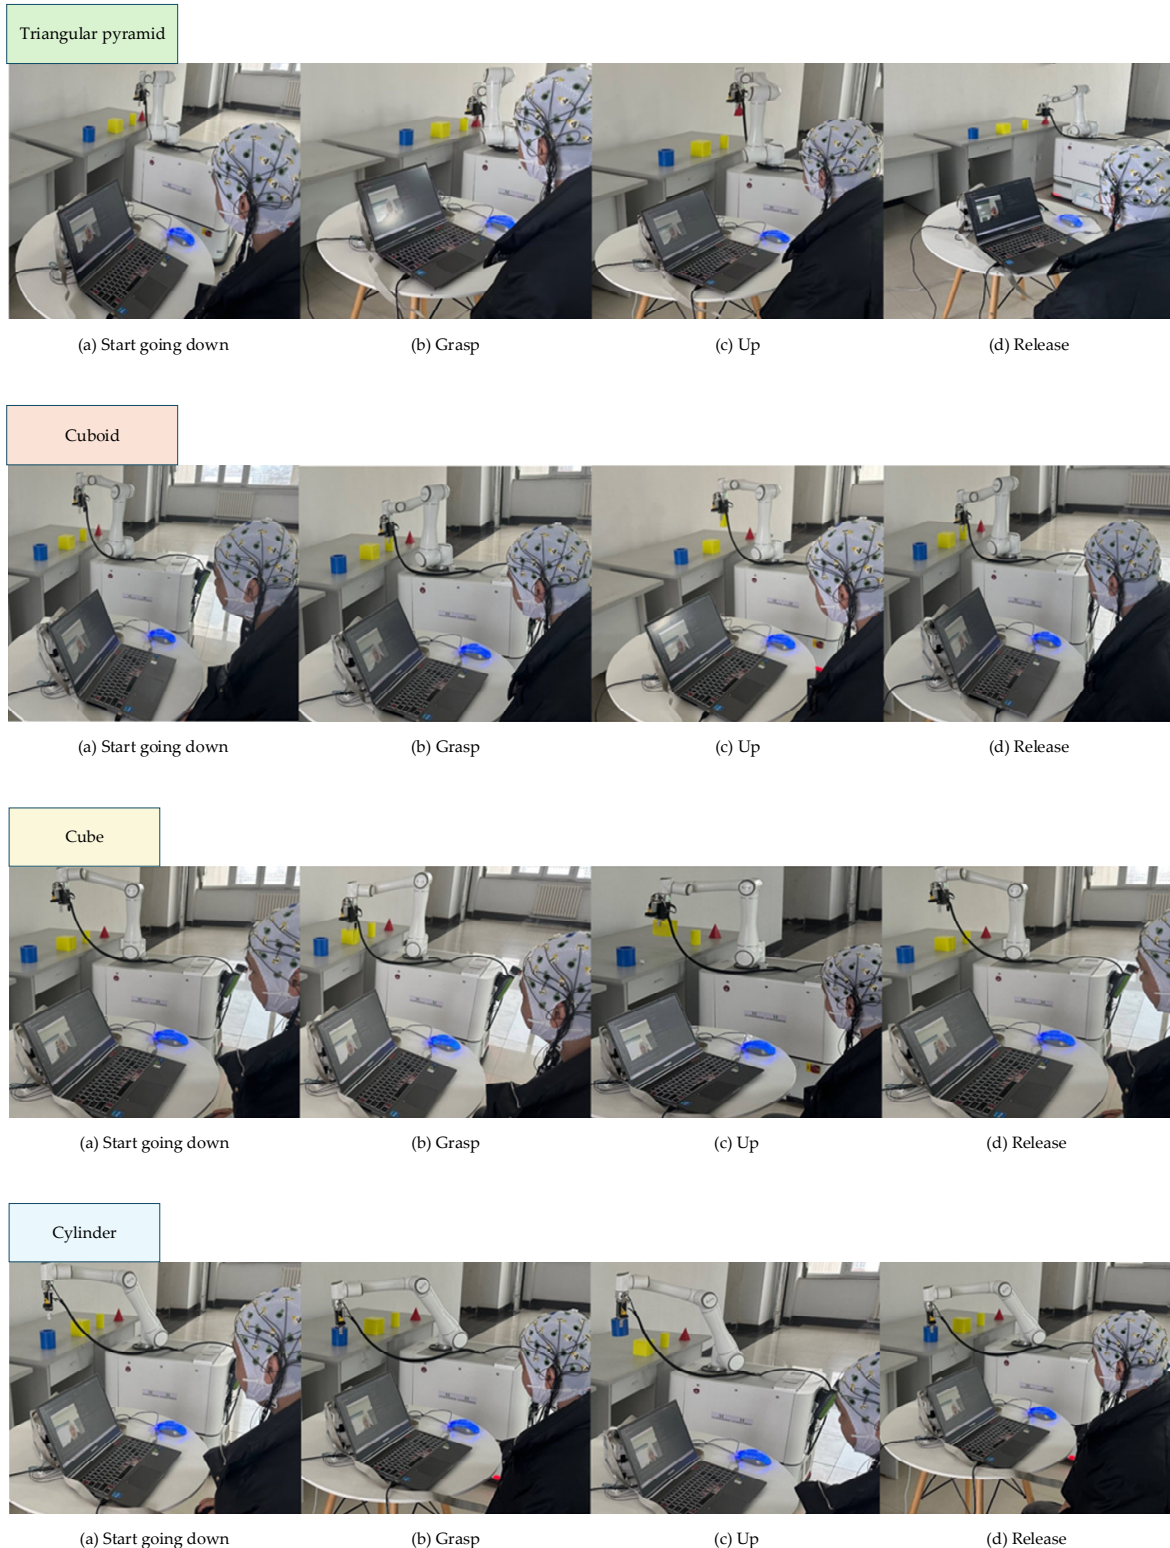 Triangular pyramid
(a) Start going down
(b) Grasp
(c) Up
(d) Release
Cuboid
(a) Start going down
(b) Grasp
(c) Up
(d) Release
Cube
(a) Start going down
(b) Grasp
(c) Up
(d) Release
Cylinder
(a) Start going down
(b) Grasp
(c) Up
(d) Release